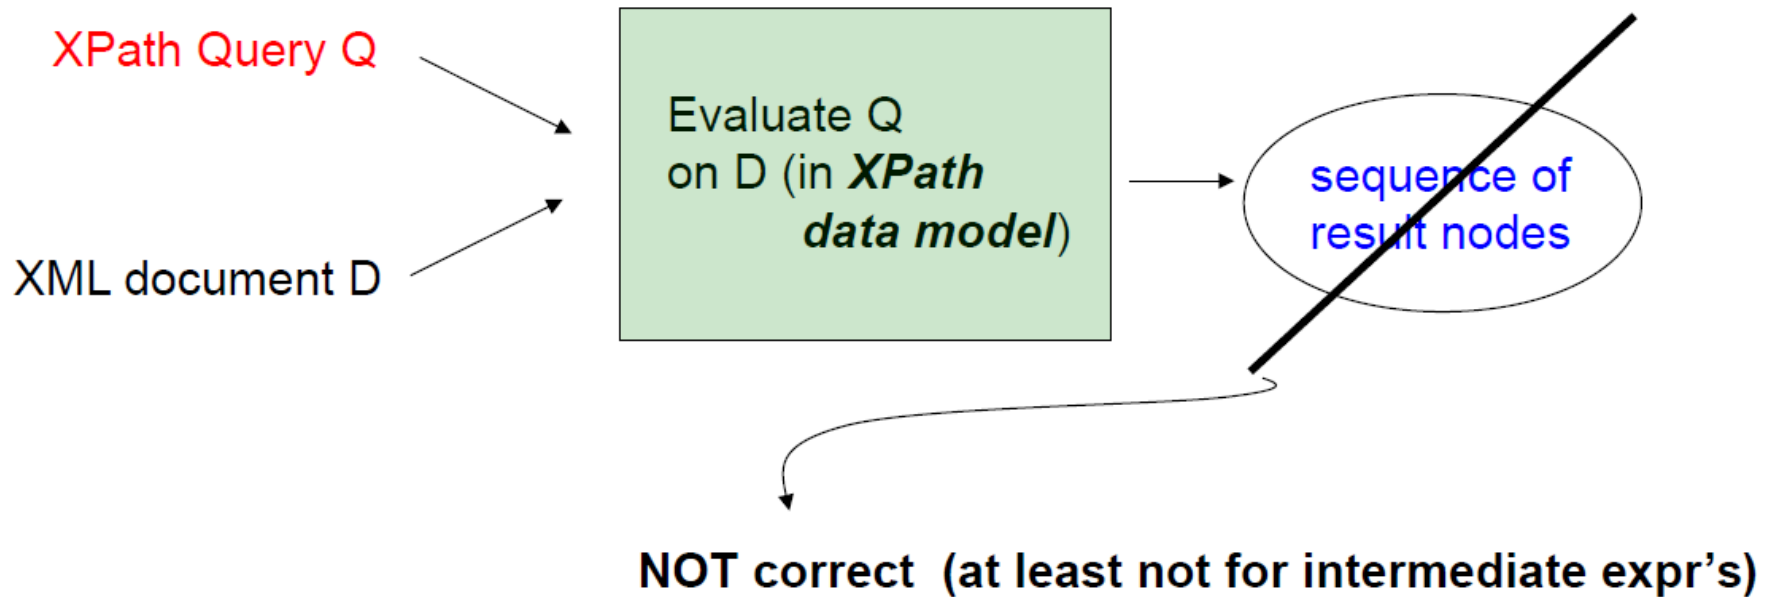 XPath Query Q
XML document D
Evaluate Q
on D (in XPath
data model)
sequence of
result nodes
NOT correct (at least not for intermediate expr's)